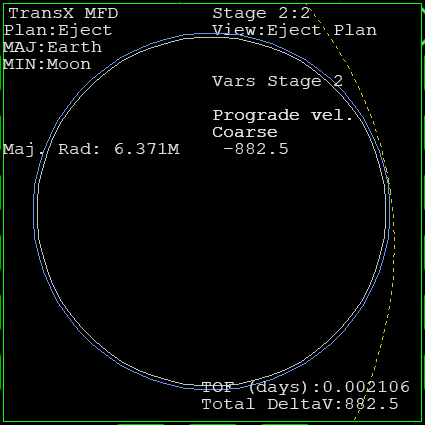 TransX MFD
Plan:Eject
MAJ:Earth
MIN:Moon
Maj. Rad: 6.371M
Stage 2:2
View:Eject Plan
Vars Stage 2
Prograde vel.
Coarse
-882.5
TOF (days):0.002106
Total DeltaV:882.5